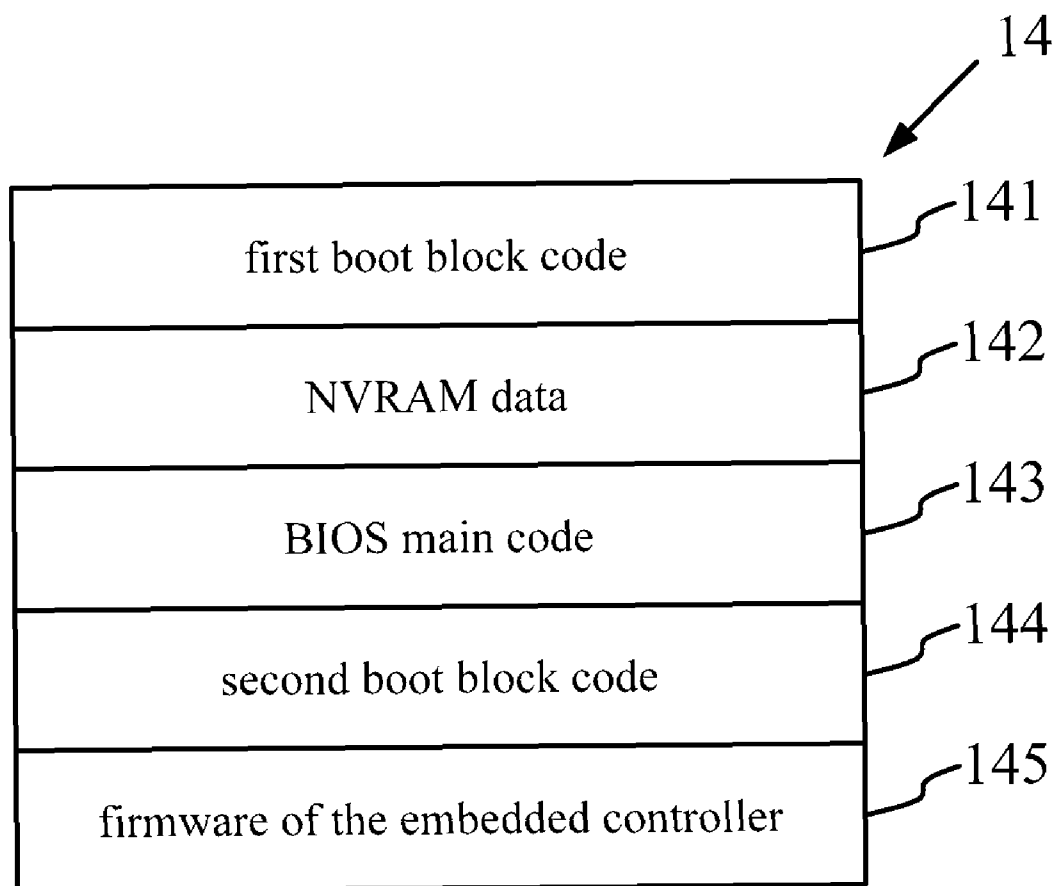 14
first boot block code
141
NVRAM data
142
BIOS main code
143
second boot block code
144
firmware of the embedded controller
145